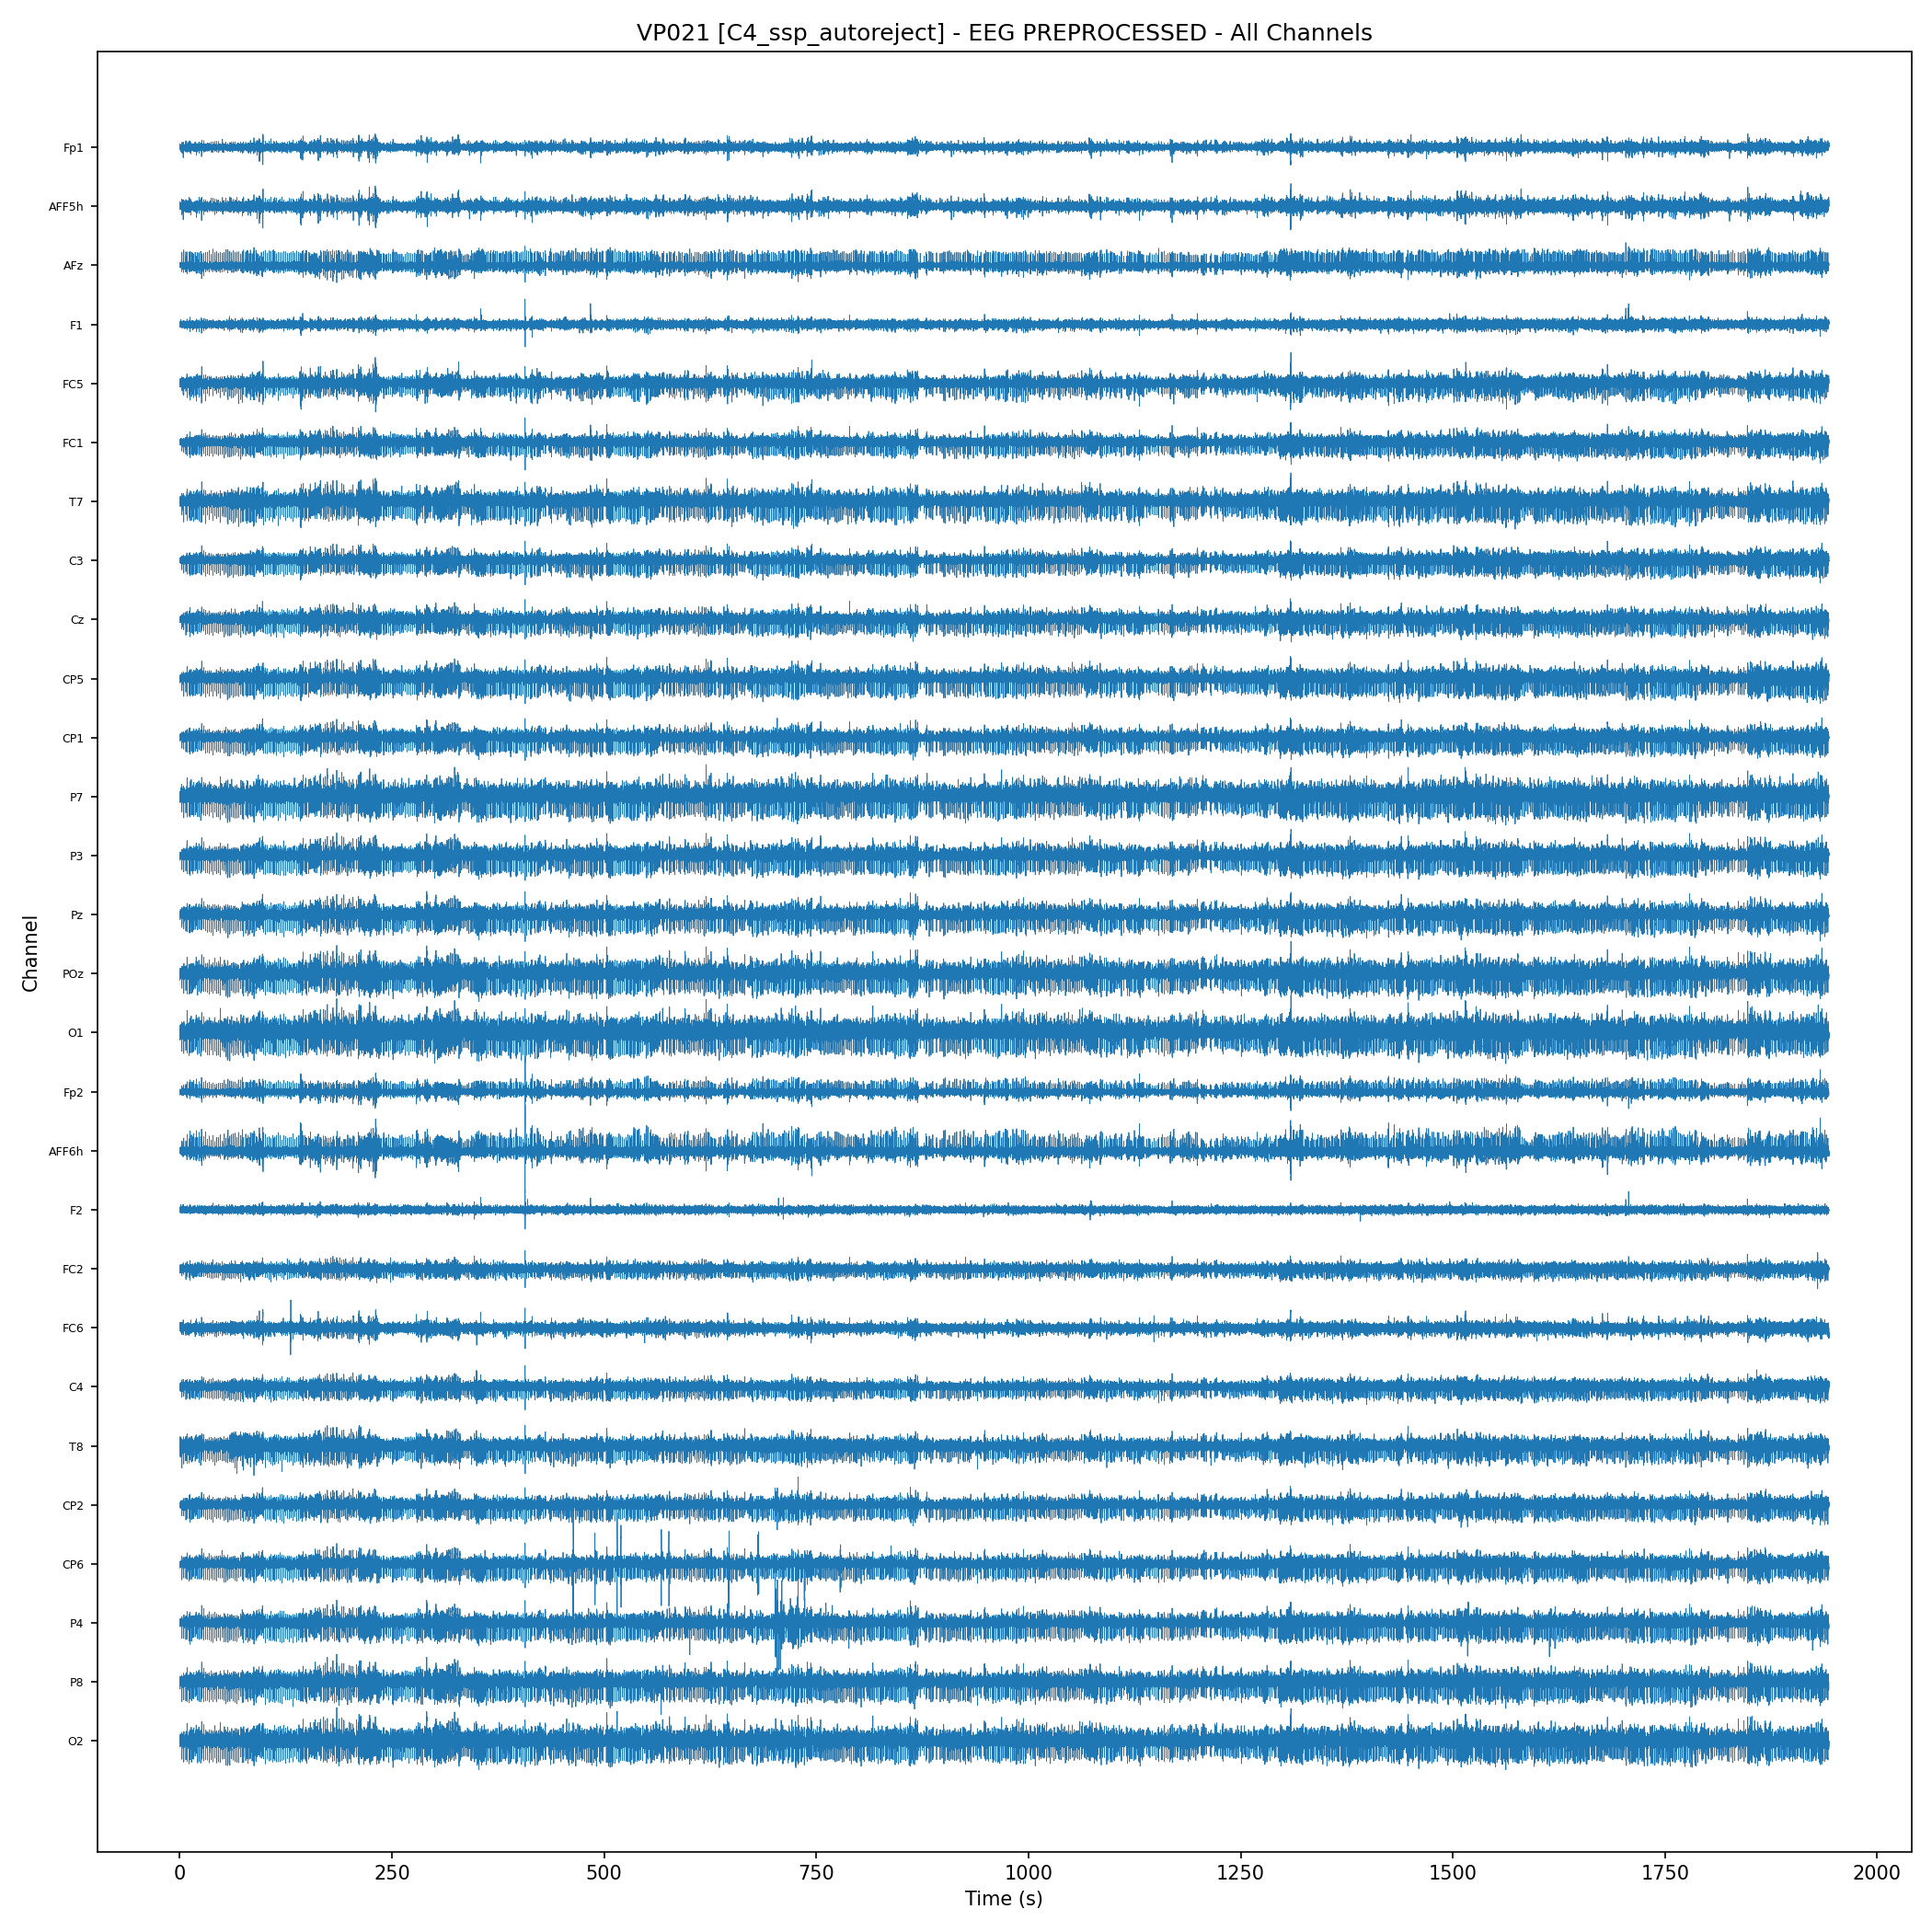 VP021 [C4_ssp_autoreject] - EEG PREPROCESSED - All Channels
Fp1
AFF5h
AFz
F1
FC5
FC1
T7
C3
Cz
CP5
CP1
P7
P3
Pz
POz
O1
Fp2
AFF6h
F2
FC2
FC6
C4
T8
CP2
CP6
P4
P8
O2
Channel
0 250 500 750 1000 1250 1500 1750 2000
Time (s)